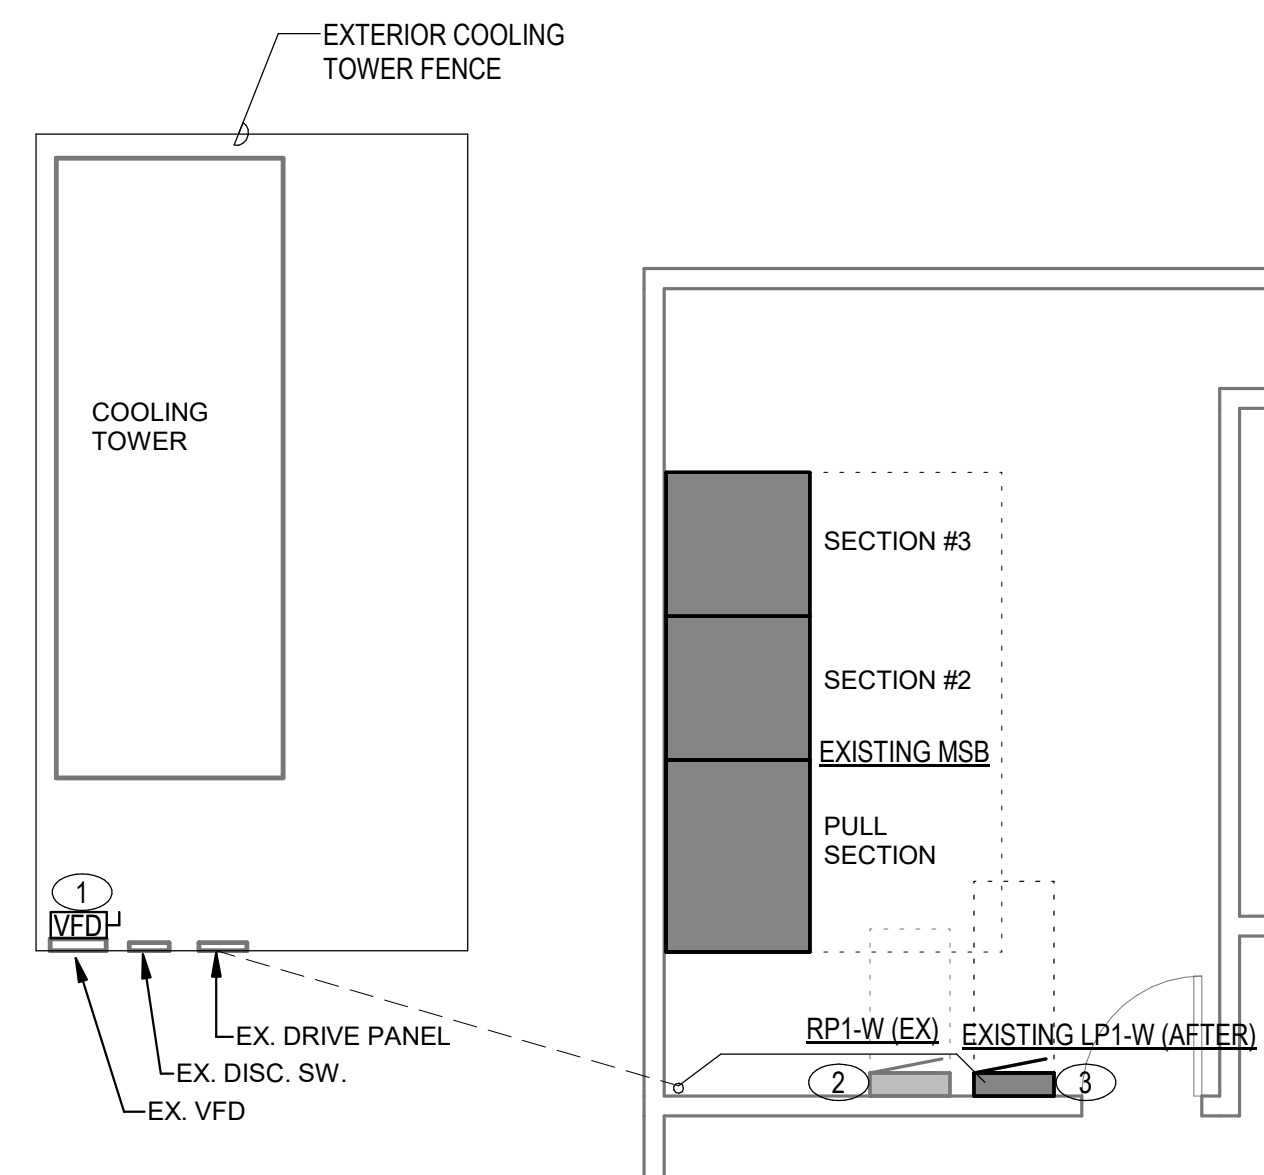 EXTERIOR COOLING
TOWER FENCE
COOLING
TOWER
SECTION #3
SECTION #2
EXISTING MSB
PULL
SECTION
1
VFD
EX. DRIVE PANEL
EX. DISC. SW.
EX. VFD
RP1-W (EX)
EXISTING LP1-W (AFTER)
2
3